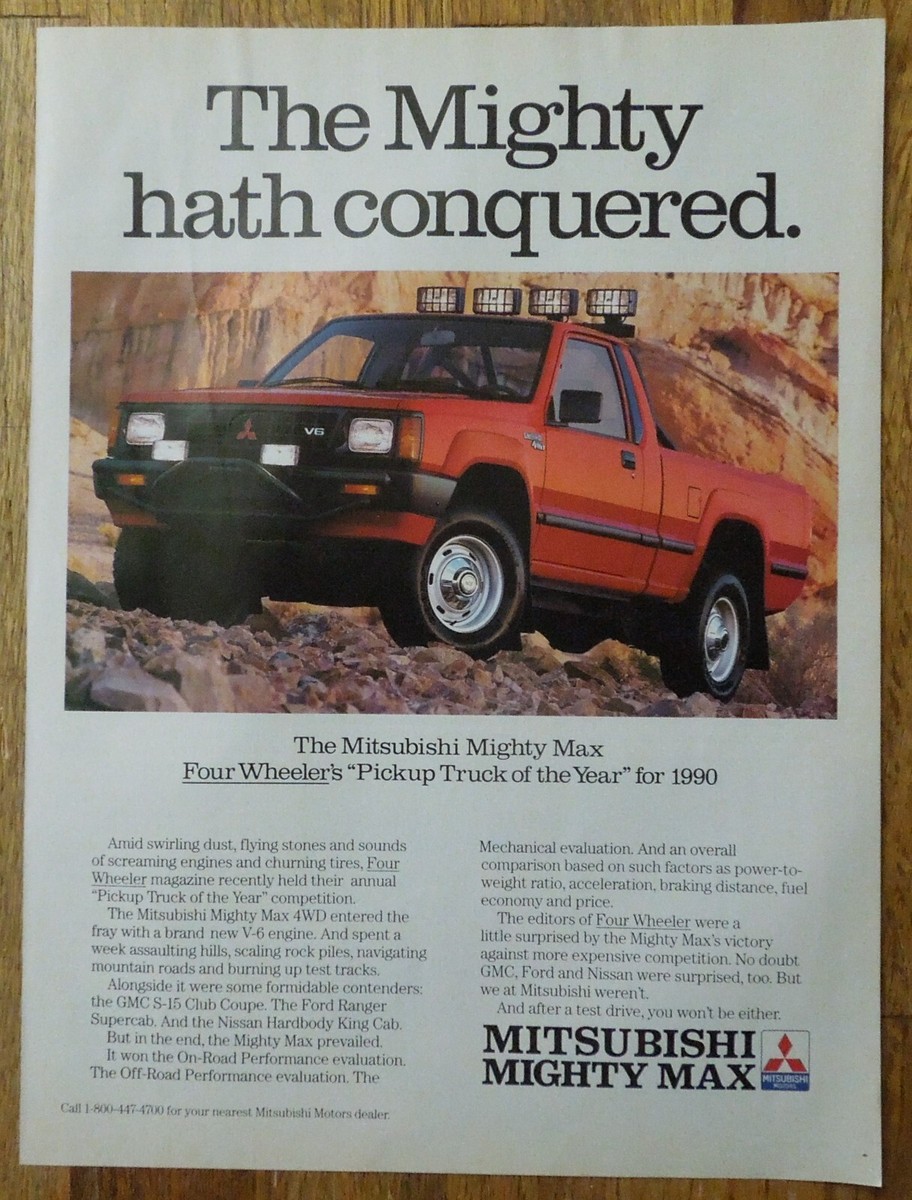 The Mighty
hath conquered.
V6
The Mitsubishi Mighty Max
Four Wheeler's “Pickup Truck of the Year” for 1990
Amid swirling dust, flying stones and sounds
of screaming engines and churning tires, Four
Wheeler magazine recently held their annual
“Pickup Truck of the Year” competition.
The Mitsubishi Mighty Max 4WD entered the
fray with a brand new V-6 engine. And spent a
week assaulting hills, scaling rock piles, navigating
mountain roads and burning up test tracks.
Alongside it were some formidable contenders:
the GMC S-15 Club Coupe. The Ford Ranger
Supercab. And the Nissan Hardbody King Cab.
But in the end, the Mighty Max prevailed.
It won the On-Road Performance evaluation.
The Off-Road Performance evaluation. The
Mechanical evaluation. And an overall
comparison based on such factors as power-to-
weight ratio, acceleration, braking distance, fuel
economy and price.
The editors of Four Wheeler were a
little surprised by the Mighty Max's victory
against more expensive competition. No doubt
GMC, Ford and Nissan were surprised, too. But
we at Mitsubishi weren't.
And after a test drive, you won't be either.
MITSUBISHI
MIGHTY MAX
MITSUBISHI
MOTORS
Call 1-800-447-4700 for your nearest Mitsubishi Motors dealer.